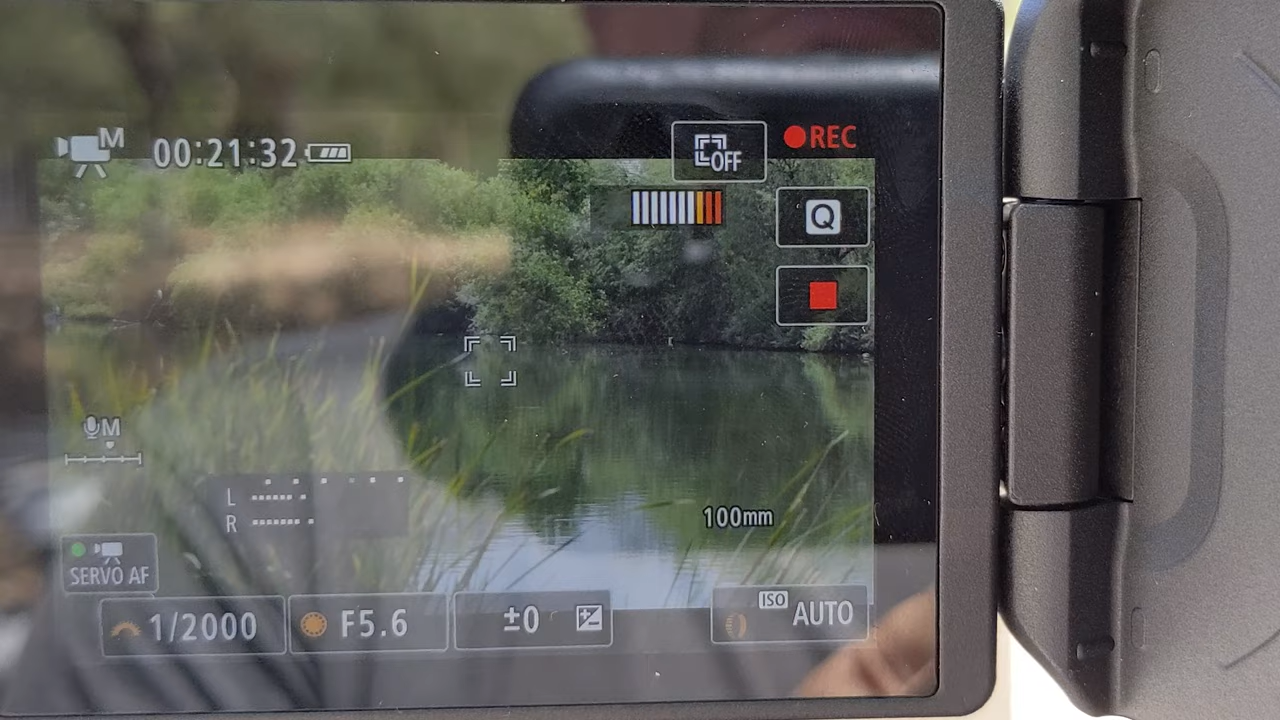 M 00:21:32 OFF REC
Q
M
L
R
100mm
SERVO AF
ISO
1/2000 F5.6 ±0 AUTO